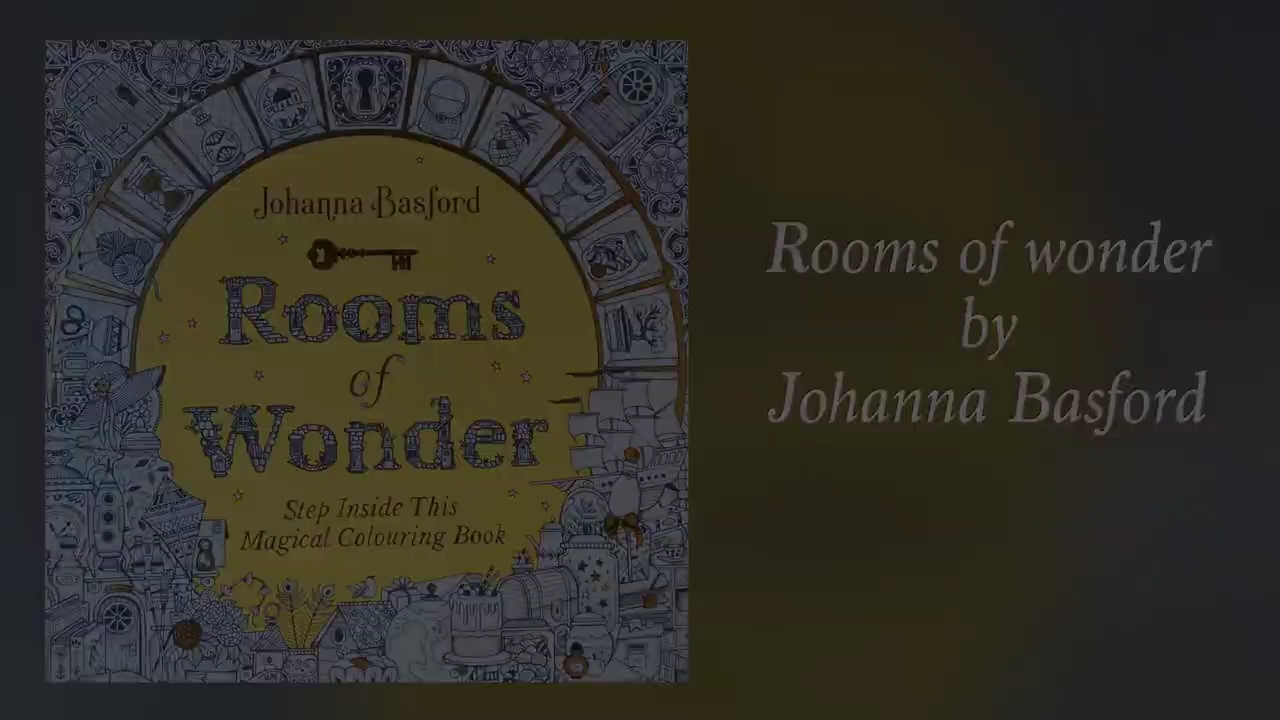 Johanna Basford
Rooms
of
Wonder
Step Inside This
Magical Colouring Book
Rooms of wonder
by
Johanna Basford